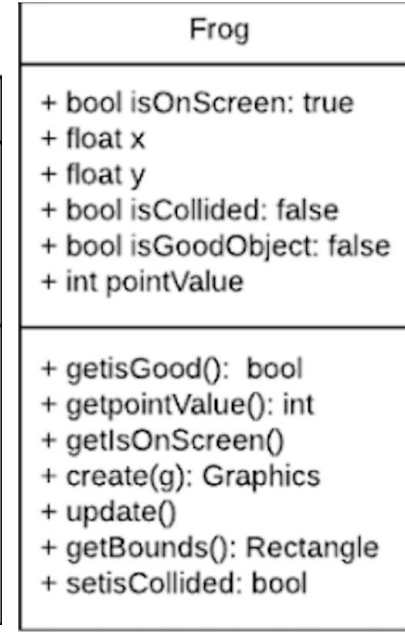 Frog
+ bool isOnScreen: true
+ float x
+ float y
+ bool isCollided: false
+ bool isGoodObject: false
+ int pointValue
+ getisGood(): bool
+ getpointValue(): int
+ getIsOnScreen()
+ create(g): Graphics
+ update()
+ getBounds(): Rectangle
+ setisCollided: bool